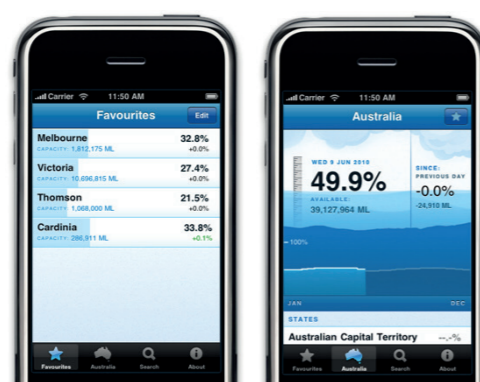 Carrier 11:50 AM
Favourites Edit
Melbourne 32.8%
CAPACITY: 1,812,175 ML +0.0%
Victoria 27.4%
CAPACITY: 10,696,815 ML +0.0%
Thomson 21.5%
CAPACITY: 1,068,000 ML +0.0%
Cardinia 33.8%
CAPACITY: 286,911 ML +0.1%
Favourites Australia Search About
Carrier 11:50 AM
Australia
WED 9 JUN 2010
49.9%
AVAILABLE:
39,127,964 ML
SINCE:
PREVIOUS DAY
-0.0%
-24,910 ML
100%
JAN DEC
STATES
Australian Capital Territory --.-%
Favourites Australia Search About